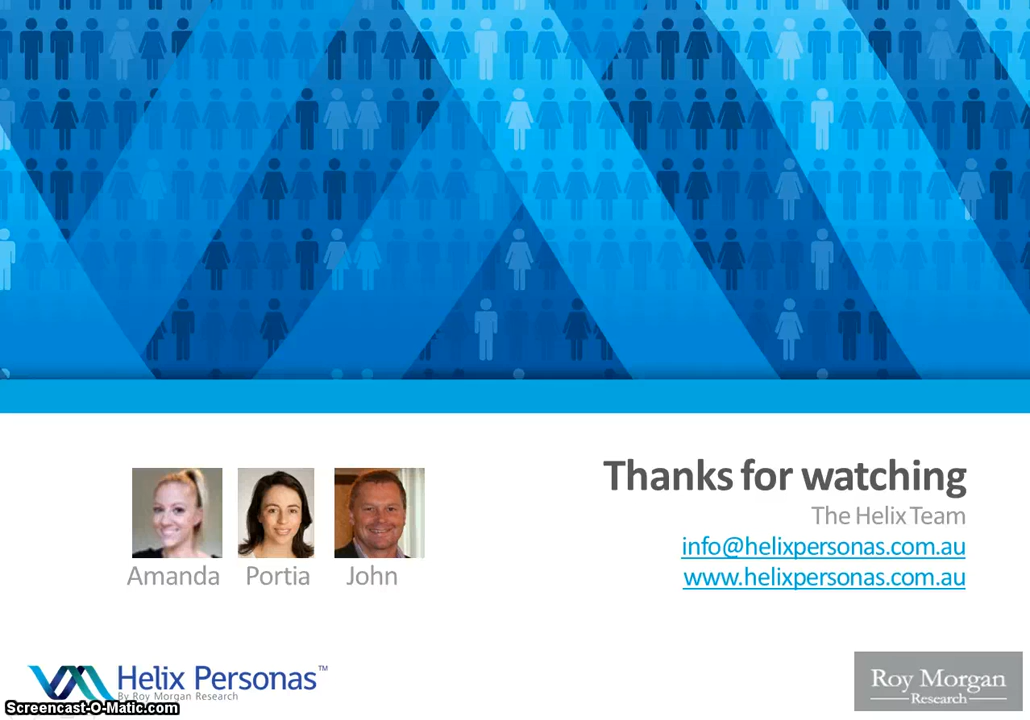 Thanks for watching
The Helix Team
info@helixpersonas.com.au
www.helixpersonas.com.au
Amanda Portia John
Helix Personas™
By Roy Morgan Research
Screencast-O-Matic.com
Roy Morgan
Research